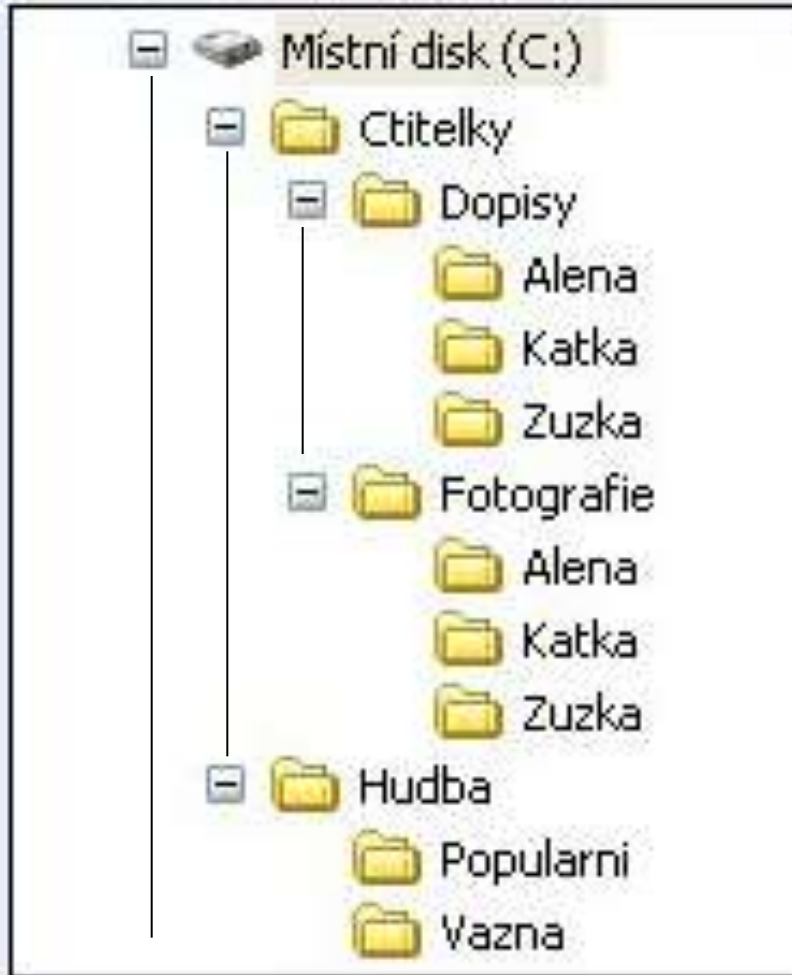 Místní disk (C:)
Ctitelky
Dopisy
Alena
Katka
Zuzka
Fotografie
Alena
Katka
Zuzka
Hudba
Popularni
Vazna